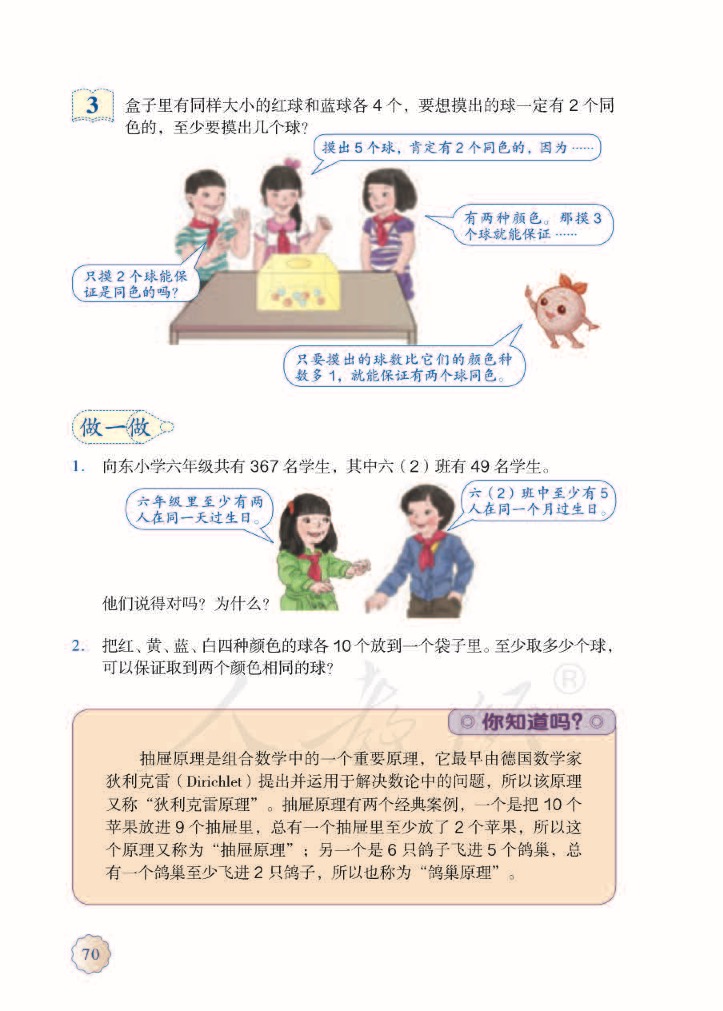 3 盒子里有同样大小的红球和蓝球各 4 个，要想摸出的球一定有 2 个同
色的，至少要摸出几个球？
摸出 5 个球，肯定有 2 个同色的，因为 ……
有两种颜色。那摸 3
个球就能保证 ……
只摸 2 个球能保
证是同色的吗？
只要摸出的球数比它们的颜色种
数多 1，就能保证有两个球同色。
做一做
1. 向东小学六年级共有 367 名学生，其中六（2）班有 49 名学生。
六年级里至少有两
人在同一天过生日。
六（2）班中至少有 5
人在同一个月过生日。
他们说得对吗？为什么？
2. 把红、黄、蓝、白四种颜色的球各 10 个放到一个袋子里。至少取多少个球，
可以保证取到两个颜色相同的球？
人教版®
你知道吗？
抽屉原理是组合数学中的一个重要原理，它最早由德国数学家
狄利克雷（Dirichlet）提出并运用于解决数论中的问题，所以该原理
又称“狄利克雷原理”。抽屉原理有两个经典案例，一个是把 10 个
苹果放进 9 个抽屉里，总有一个抽屉里至少放了 2 个苹果，所以这
个原理又称为“抽屉原理”；另一个是 6 只鸽子飞进 5 个鸽巢，总
有一个鸽巢至少飞进 2 只鸽子，所以也称为“鸽巢原理”。
70